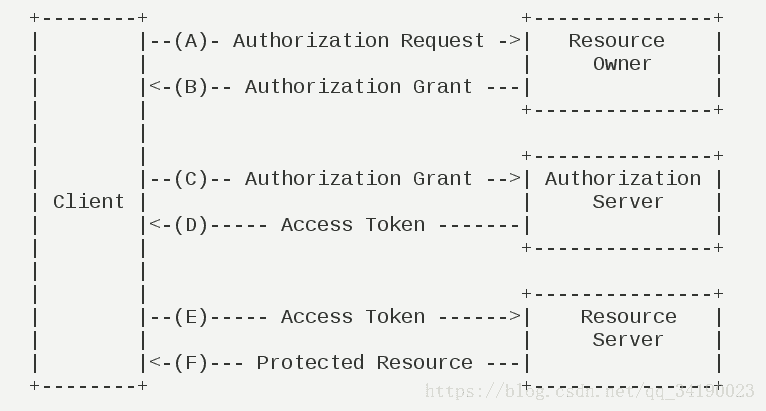 --(A)- Authorization Request ->
Resource
Owner
<-(B)-- Authorization Grant ---
--(C)-- Authorization Grant -->
Authorization
Client
Server
<-(D)----- Access Token -------
--(E)----- Access Token ------>
Resource
Server
<-(F)--- Protected Resource ---
https://blog.csdn.net/qq_34190023